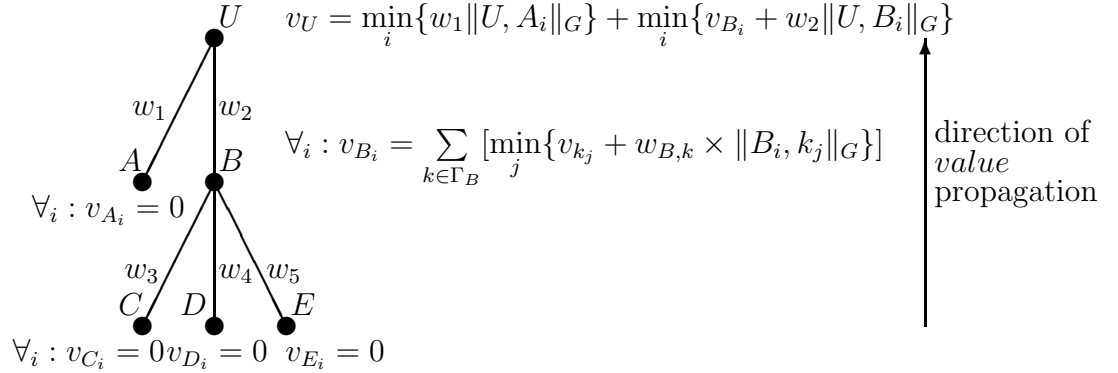 U  v_U = min_i{w_1‖U, A_i‖_G} + min_i{v_{B_i} + w_2‖U, B_i‖_G}
w_1  w_2
A  B  ∀_i : v_{B_i} = ∑_{k∈Γ_B} [min_j{v_{k_j} + w_{B,k} × ‖B_i, k_j‖_G}]
direction of
value
propagation
∀_i : v_{A_i} = 0
w_3  w_4  w_5
C  D  E
∀_i : v_{C_i} = 0 v_{D_i} = 0  v_{E_i} = 0